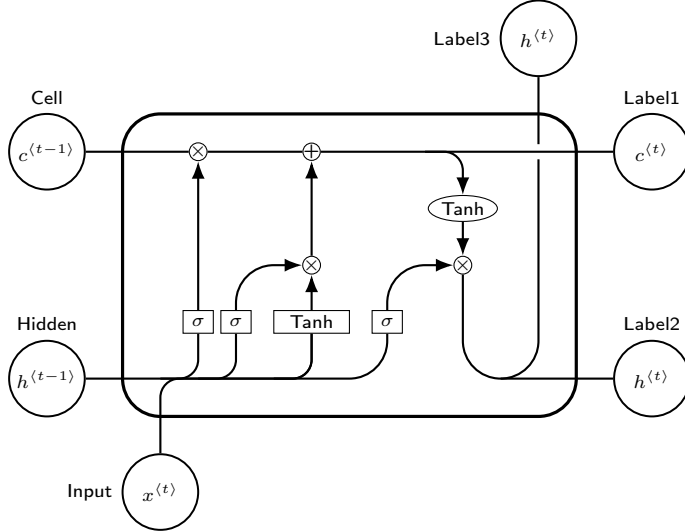 Label3
h⟨t⟩
Cell
Label1
c⟨t−1⟩
⊗
⊕
c⟨t⟩
Tanh
⊗
⊗
σ
σ
Tanh
σ
Hidden
Label2
h⟨t−1⟩
h⟨t⟩
Input
x⟨t⟩